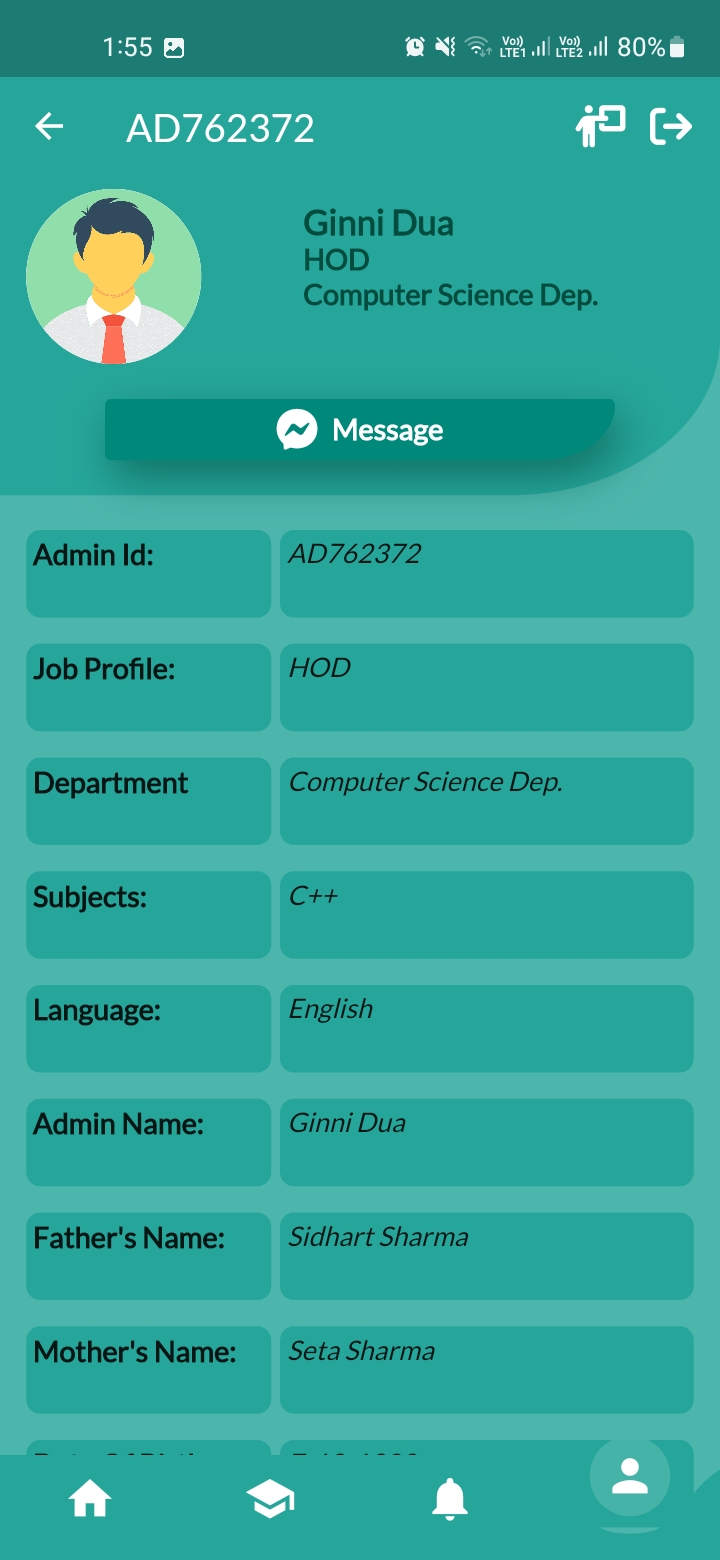 1:55
Vo)) LTE1 Vo)) LTE2 80%
AD762372
Ginni Dua
HOD
Computer Science Dep.
Message
Admin Id: AD762372
Job Profile: HOD
Department Computer Science Dep.
Subjects: C++
Language: English
Admin Name: Ginni Dua
Father's Name: Sidhart Sharma
Mother's Name: Seta Sharma